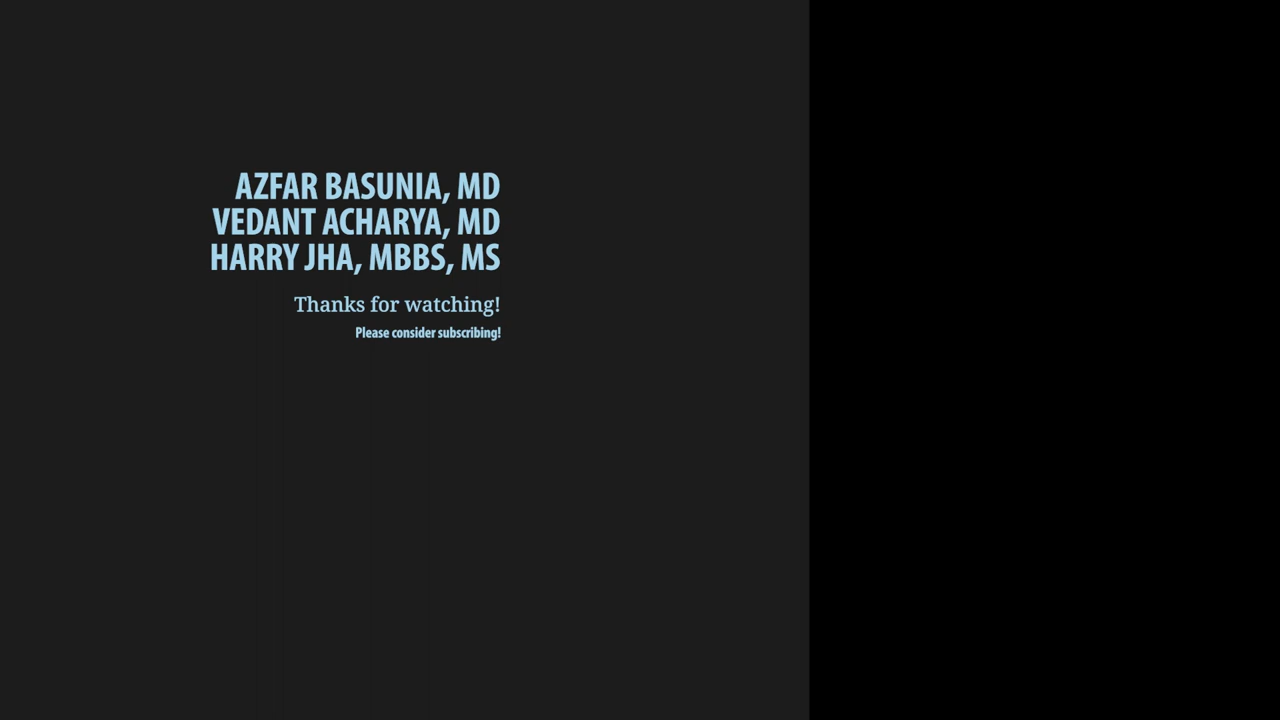 AZFAR BASUNIA, MD
VEDANT ACHARYA, MD
HARRY JHA, MBBS, MS
Thanks for watching!
Please consider subscribing!